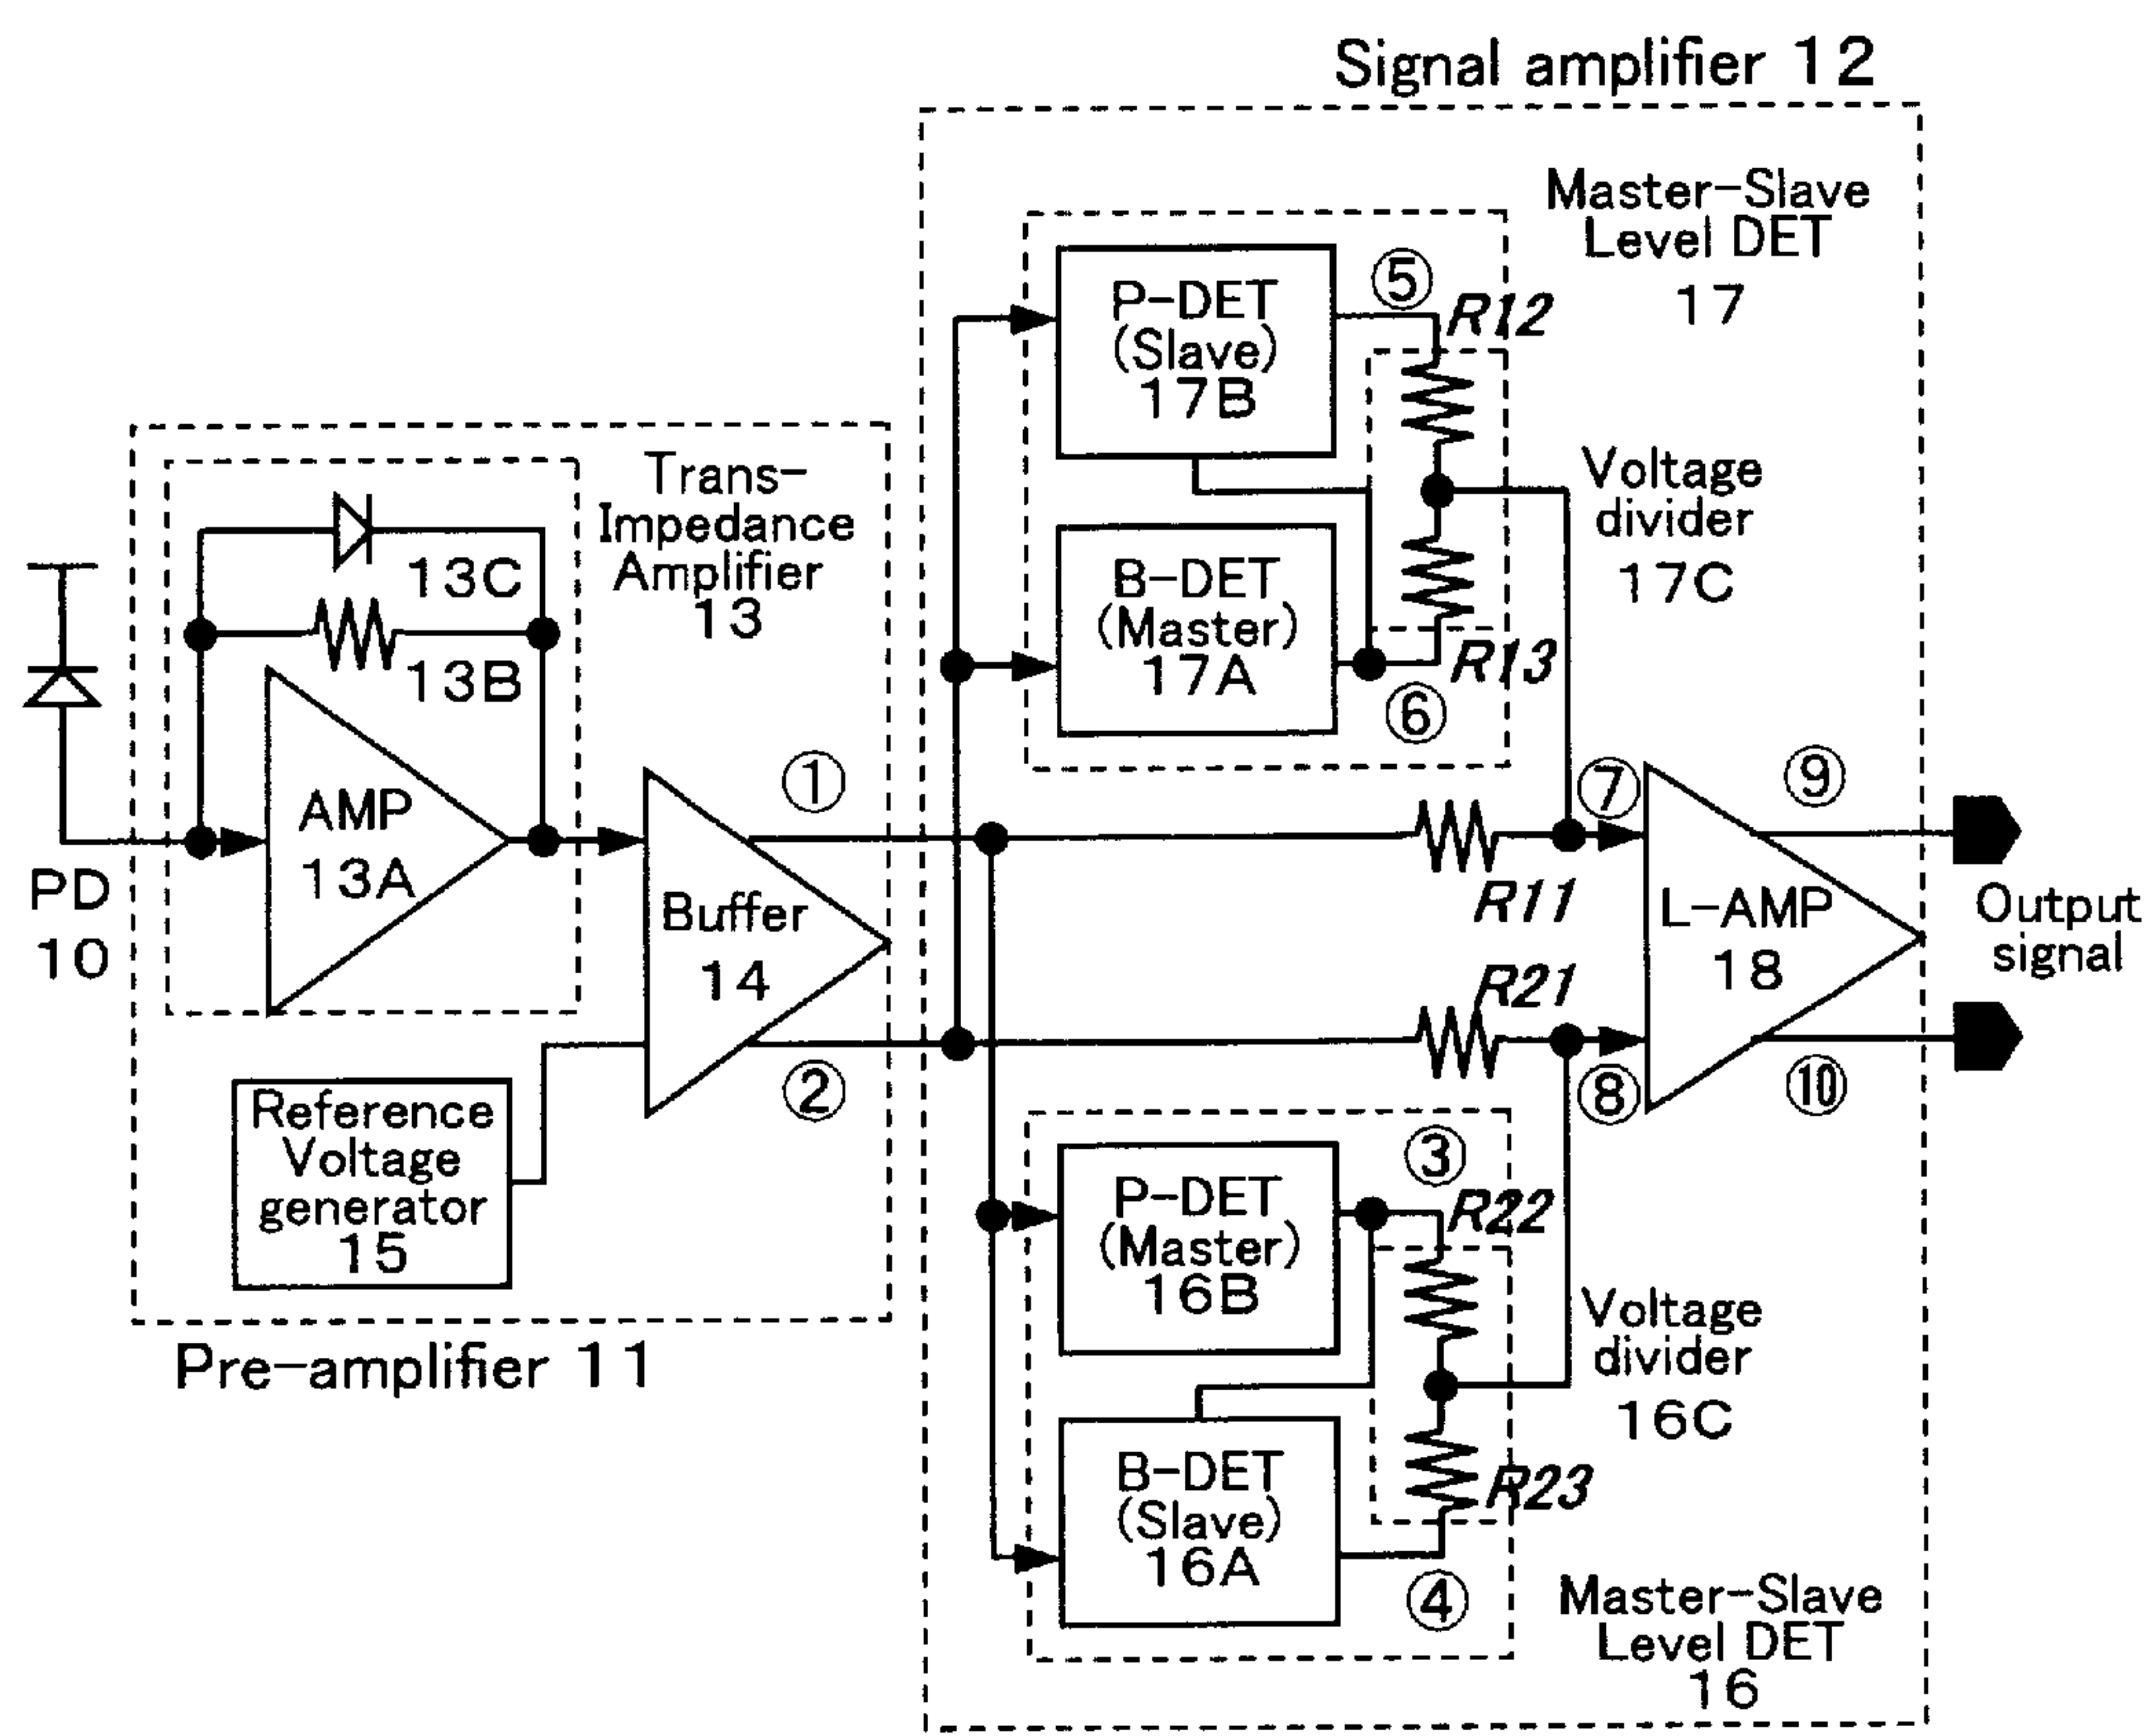 Signal amplifier 12
Master-Slave
Level DET
17
P-DET
(Slave)
17B
⑤
R12
Voltage
divider
17C
B-DET
(Master)
17A
R13
⑥
Trans-
Impedance
Amplifier
13
13C
13B
AMP
13A
PD
10
Buffer
14
①
②
Reference
Voltage
generator
15
Pre-amplifier 11
R11
⑦
R21
⑧
L-AMP
18
⑨
⑩
Output
signal
P-DET
(Master)
16B
③
R22
Voltage
divider
16C
B-DET
(Slave)
16A
R23
④
Master-Slave
Level DET
16